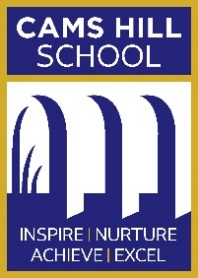 CAMS HILL
SCHOOL
INSPIRE | NURTURE
ACHIEVE | EXCEL